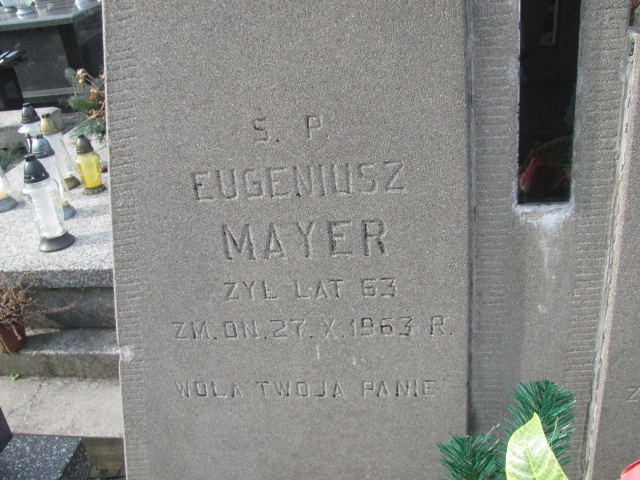 S. P.
EUGENIUSZ
MAYER
ŻYŁ LAT 63
ZM. DN. 27. X. 1963 R.
WOLA TWOJA PANIE